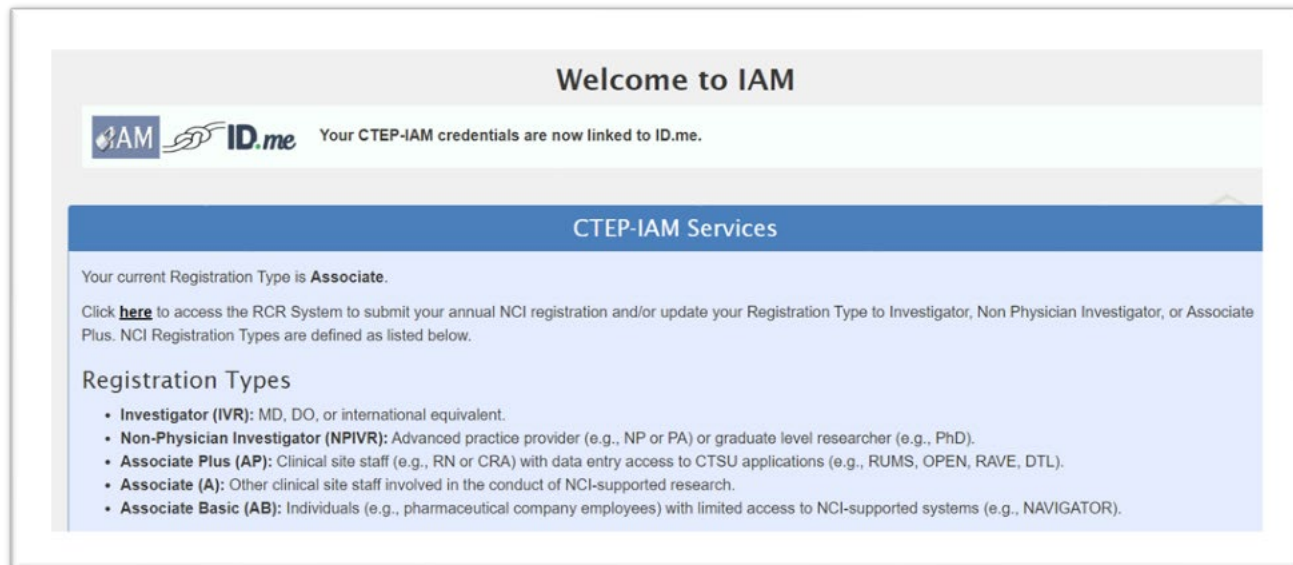 Welcome to IAM
IAM ID.me Your CTEP-IAM credentials are now linked to ID.me.
CTEP-IAM Services
Your current Registration Type is Associate.
Click here to access the RCR System to submit your annual NCI registration and/or update your Registration Type to Investigator, Non Physician Investigator, or Associate
Plus. NCI Registration Types are defined as listed below.
Registration Types
• Investigator (IVR): MD, DO, or international equivalent.
• Non-Physician Investigator (NPIVR): Advanced practice provider (e.g., NP or PA) or graduate level researcher (e.g., PhD).
• Associate Plus (AP): Clinical site staff (e.g., RN or CRA) with data entry access to CTSU applications (e.g., RUMS, OPEN, RAVE, DTL).
• Associate (A): Other clinical site staff involved in the conduct of NCI-supported research.
• Associate Basic (AB): Individuals (e.g., pharmaceutical company employees) with limited access to NCI-supported systems (e.g., NAVIGATOR).